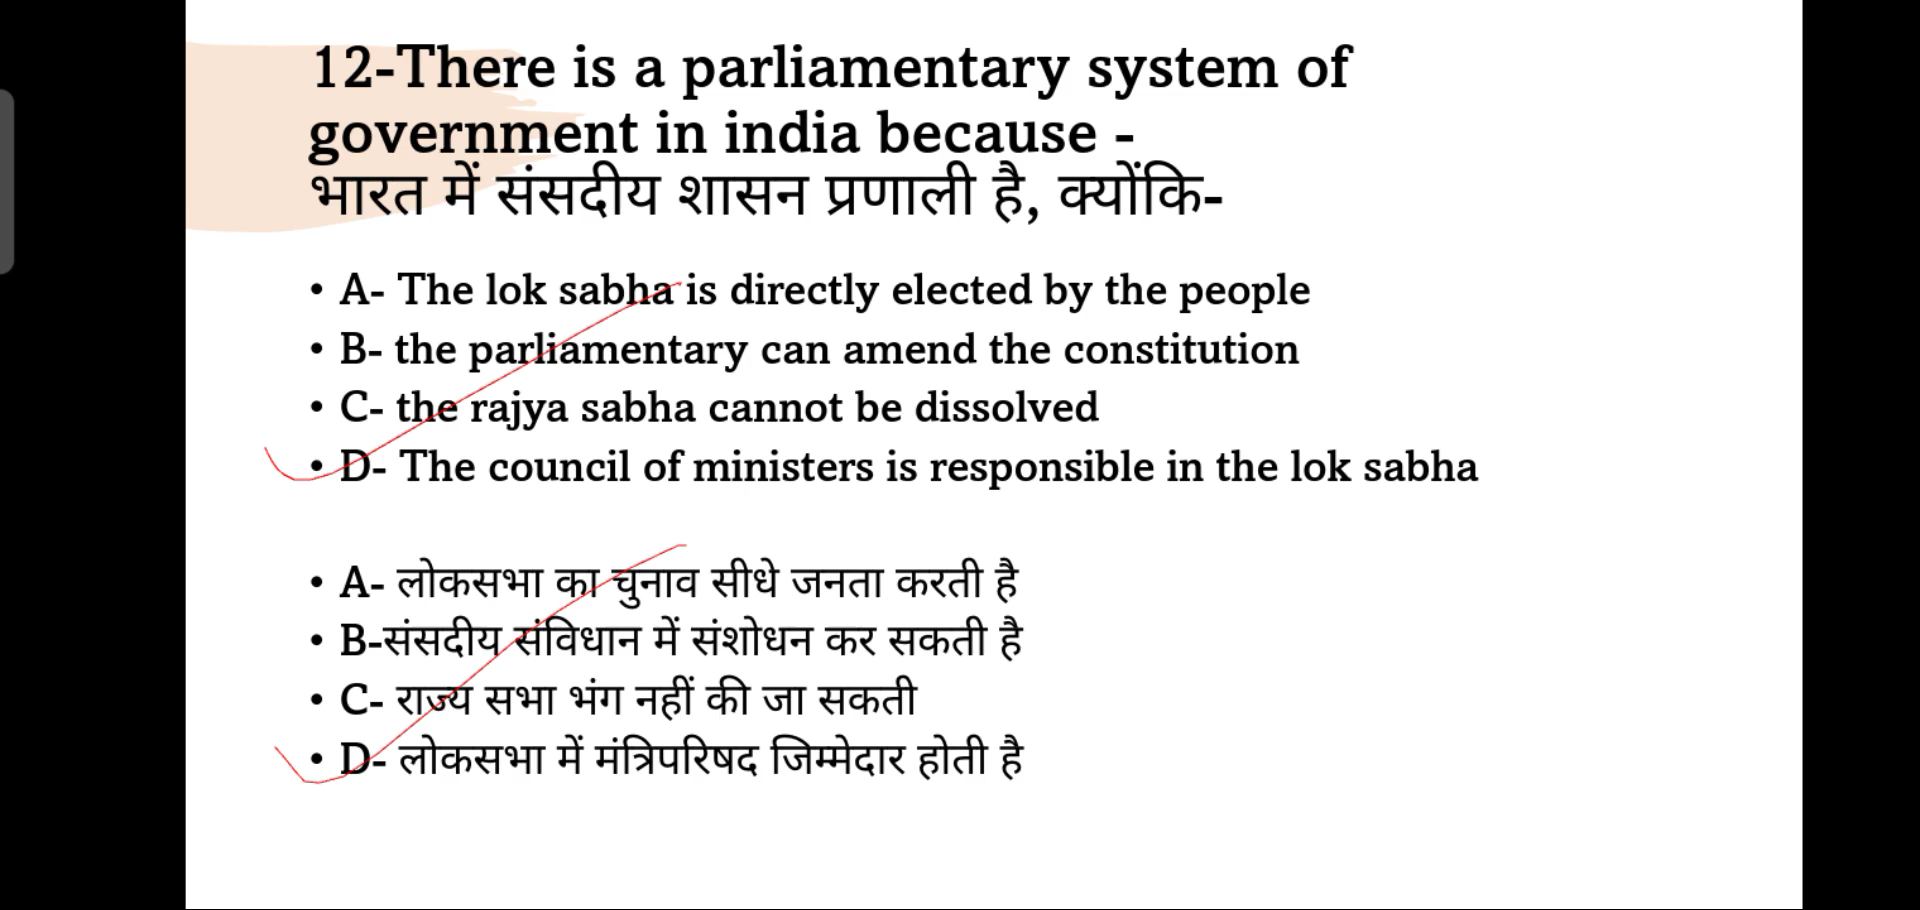 12-There is a parliamentary system of
government in india because -
भारत में संसदीय शासन प्रणाली है, क्योंकि-
• A- The lok sabha is directly elected by the people
• B- the parliamentary can amend the constitution
• C- the rajya sabha cannot be dissolved
• D- The council of ministers is responsible in the lok sabha
• A- लोकसभा का चुनाव सीधे जनता करती है
• B-संसदीय संविधान में संशोधन कर सकती है
• C- राज्य सभा भंग नहीं की जा सकती
• D- लोकसभा में मंत्रिपरिषद जिम्मेदार होती है